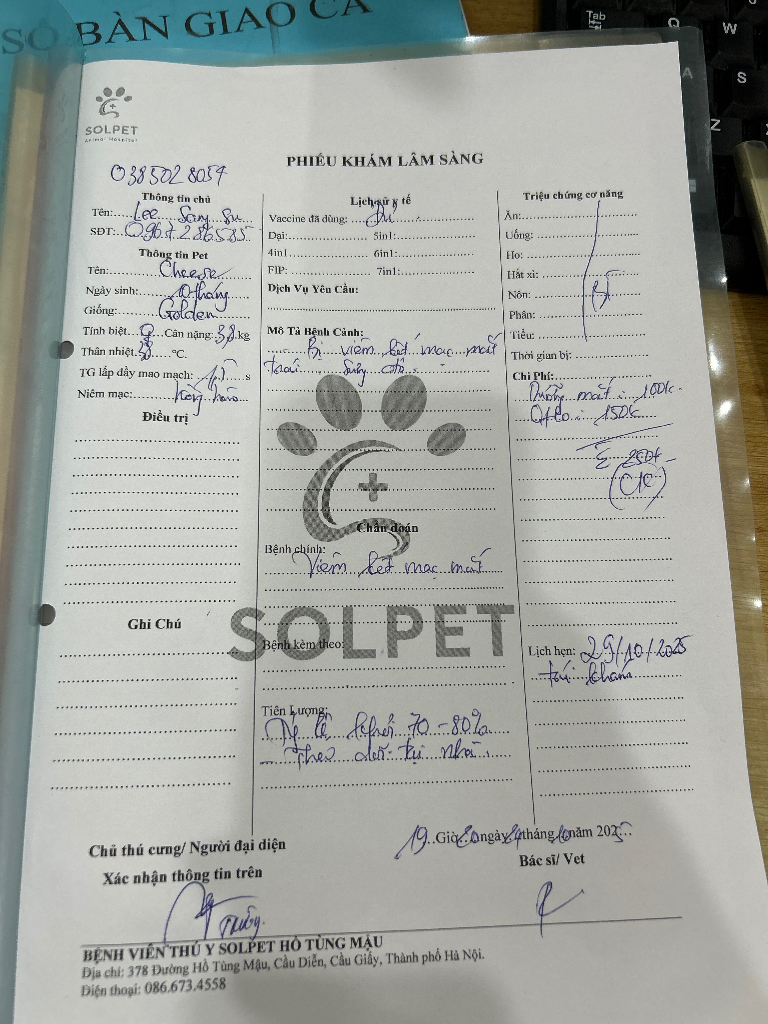 SỔ BÀN GIAO CA
Tab
Q
W
A
S
Z
SOLPET
Animal Hospital
PHIẾU KHÁM LÂM SÀNG
0385028057
Thông tin chủ
Tên: Lee Sang Su
SĐT: 0967286585
Thông tin Pet
Tên: Cheese
Ngày sinh: 10 tháng
Giống: Golden
Tính biệt ♀ Cân nặng: 38 kg
Thân nhiệt: 38 °C.
TG lấp đầy mao mạch: 1,5 s
Niêm mạc: hồng hào
Điều trị
Ghi Chú
Lịch sử y tế
Vaccine đã dùng: đủ
Dại: 5in1:
4in1 6in1:
FIP: 7in1:
Dịch Vụ Yêu Cầu:
Mô Tả Bệnh Cảnh:
Bị viêm kết mạc mắt
trái sưng đỏ.
Chẩn đoán
Bệnh chính:
Viêm kết mạc mắt
SOLPET
Bệnh kèm theo:
Tiên Lượng:
Tỷ lệ khỏi 70-80%
Theo dõi tại nhà.
Triệu chứng cơ năng
Ăn:
Uống:
Ho:
Hắt xì:
Nôn: BT
Phân:
Tiểu:
Thời gian bị:
Chi Phí:
mắt: 100k
150k
Σ 250k
(CK)
Lịch hẹn: 29/10/2025
tái khám
19 Giờ 20 ngày 24 tháng 10 năm 2025
Chủ thú cưng/ Người đại diện
Xác nhận thông tin trên
Bác sĩ/ Vet
BỆNH VIỆN THÚ Y SOLPET HỒ TÙNG MẬU
Địa chỉ: 378 Đường Hồ Tùng Mậu, Cầu Diễn, Cầu Giấy, Thành phố Hà Nội.
Điện thoại: 086.673.4558